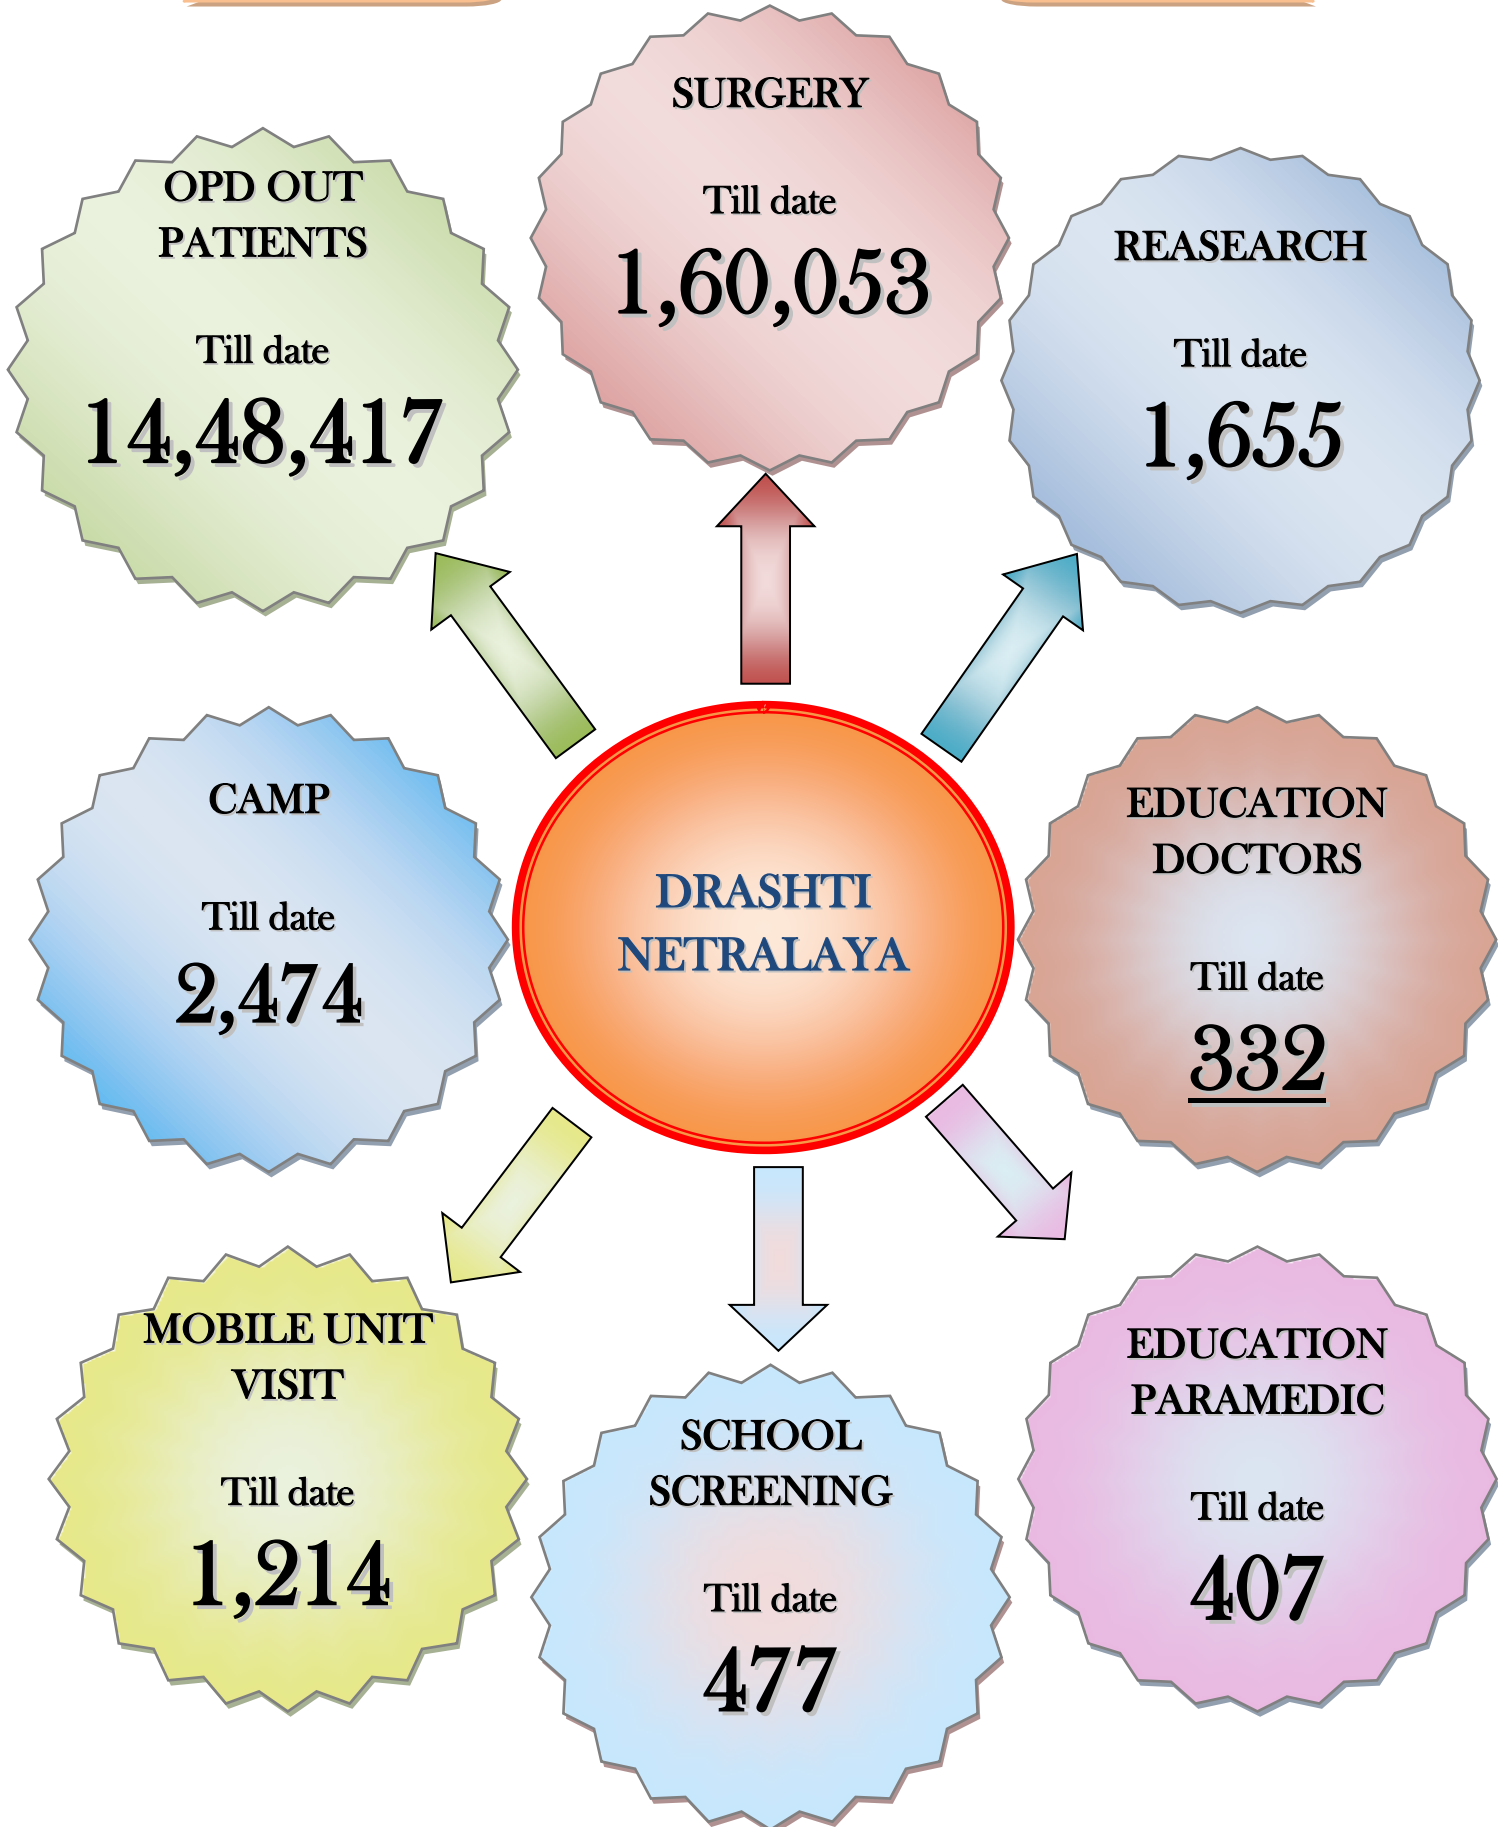 SURGERY
Till date
1,60,053
OPD OUT
PATIENTS
Till date
14,48,417
REASEARCH
Till date
1,655
CAMP
Till date
2,474
DRASHTI
NETRALAYA
EDUCATION
DOCTORS
Till date
332
MOBILE UNIT
VISIT
Till date
1,214
SCHOOL
SCREENING
Till date
477
EDUCATION
PARAMEDIC
Till date
407